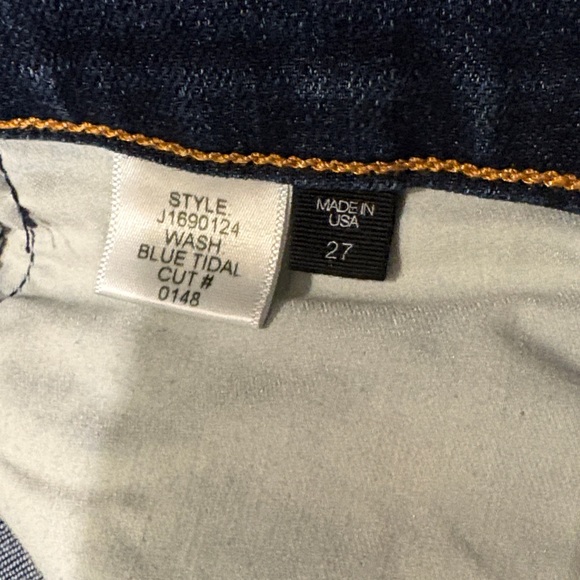 STYLE:
J1690124
WASH
BLUE TIDAL
CUT #
0148
MADE IN
USA
27